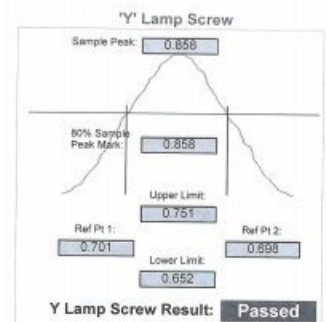 'Y' Lamp Screw
Sample Peak: 0.858
80% Sample
Peak Mark: 0.858
Upper Limit:
0.751
Ref Pt 1: Ref Pt 2:
0.701 0.698
Lower Limit:
0.652
Y Lamp Screw Result: Passed